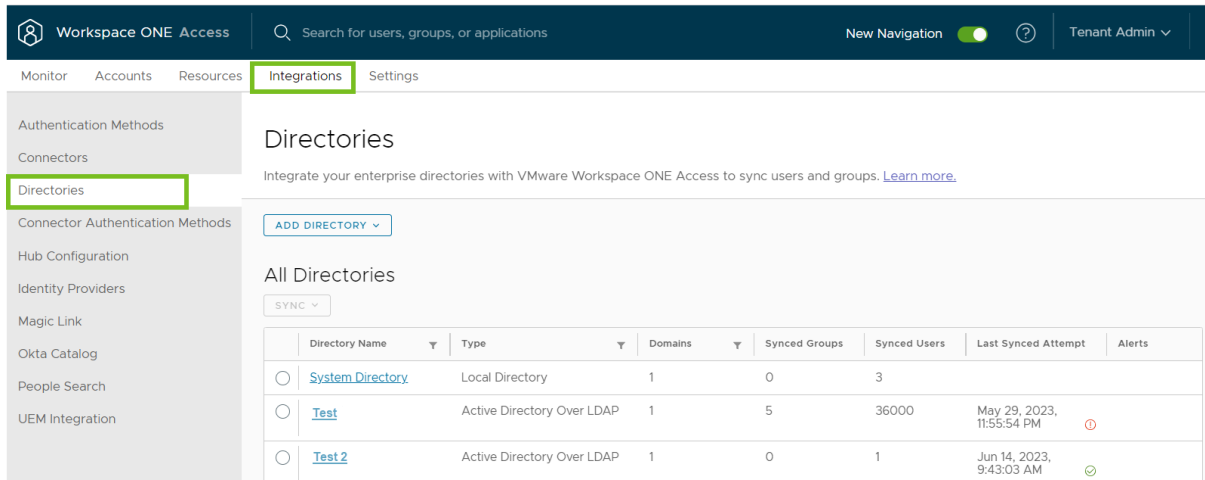 Workspace ONE Access
Search for users, groups, or applications
New Navigation
Tenant Admin
Monitor Accounts Resources Integrations Settings
Authentication Methods
Connectors
Directories
Connector Authentication Methods
Hub Configuration
Identity Providers
Magic Link
Okta Catalog
People Search
UEM Integration
Directories
Integrate your enterprise directories with VMware Workspace ONE Access to sync users and groups. Learn more.
ADD DIRECTORY
All Directories
SYNC
Directory Name Type Domains Synced Groups Synced Users Last Synced Attempt Alerts
System Directory Local Directory 1 0 3
Test Active Directory Over LDAP 1 5 36000 May 29, 2023,
11:55:54 PM
Test 2 Active Directory Over LDAP 1 0 1 Jun 14, 2023,
9:43:03 AM